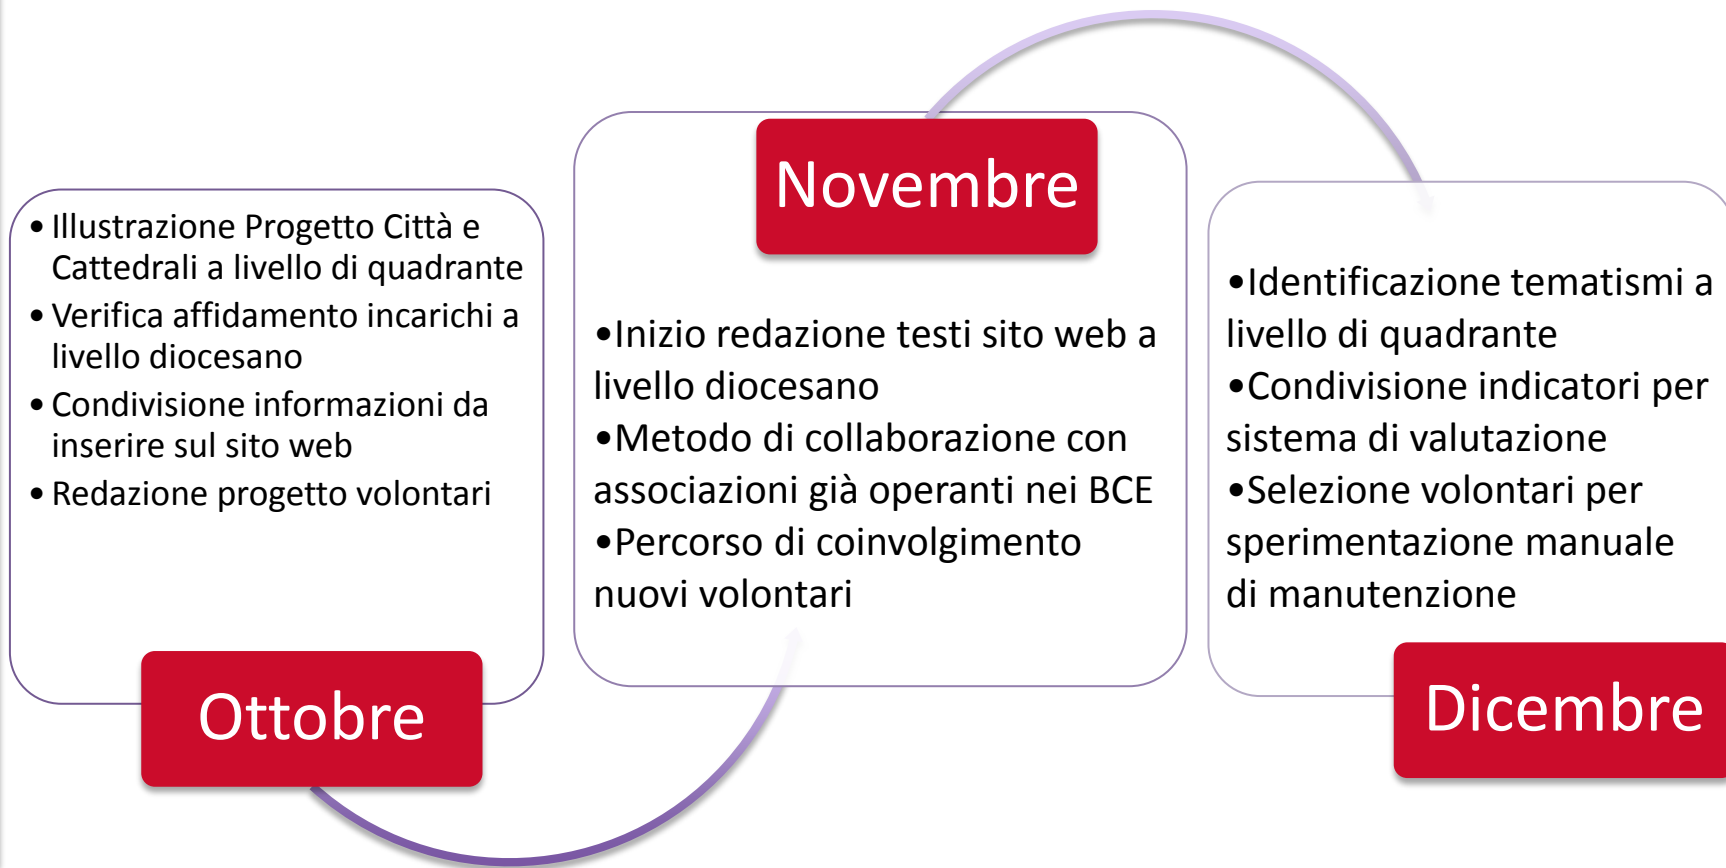 • Illustrazione Progetto Città e
Cattedrali a livello di quadrante
• Verifica affidamento incarichi a
livello diocesano
• Condivisione informazioni da
inserire sul sito web
• Redazione progetto volontari
Ottobre
Novembre
•Inizio redazione testi sito web a
livello diocesano
•Metodo di collaborazione con
associazioni già operanti nei BCE
•Percorso di coinvolgimento
nuovi volontari
•Identificazione tematismi a
livello di quadrante
•Condivisione indicatori per
sistema di valutazione
•Selezione volontari per
sperimentazione manuale
di manutenzione
Dicembre